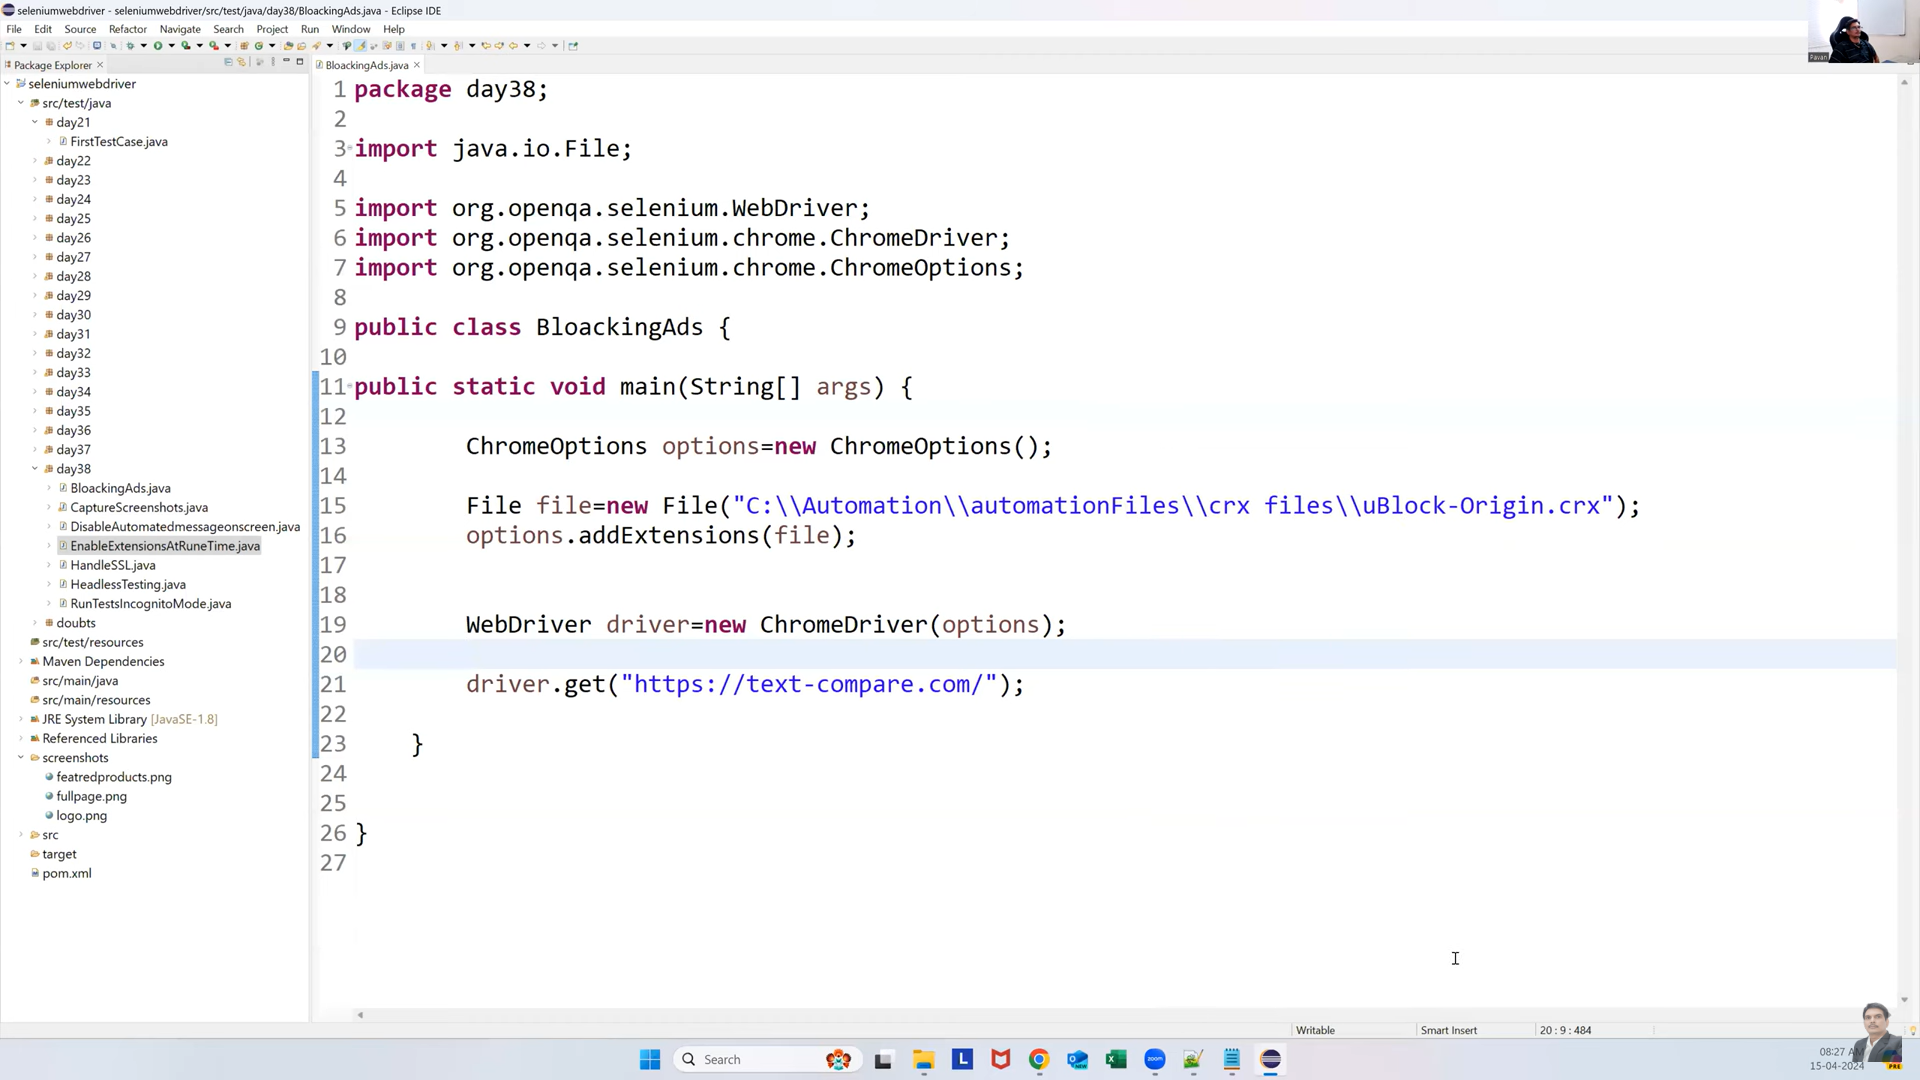 seleniumwebdriver - seleniumwebdriver/src/test/java/day38/BloackingAds.java - Eclipse IDE
File Edit Source Refactor Navigate Search Project Run Window Help
Package Explorer
seleniumwebdriver
src/test/java
day21
FirstTestCase.java
day22
day23
day24
day25
day26
day27
day28
day29
day30
day31
day32
day33
day34
day35
day36
day37
day38
BloackingAds.java
CaptureScreenshots.java
DisableAutomatedmessageonscreen.java
EnableExtensionsAtRuneTime.java
HandleSSL.java
HeadlessTesting.java
RunTestsIncognitoMode.java
doubts
src/test/resources
Maven Dependencies
src/main/java
src/main/resources
JRE System Library [JavaSE-1.8]
Referenced Libraries
screenshots
featredproducts.png
fullpage.png
logo.png
src
target
pom.xml
BloackingAds.java
1 package day38;
2
3 import java.io.File;
4
5 import org.openqa.selenium.WebDriver;
6 import org.openqa.selenium.chrome.ChromeDriver;
7 import org.openqa.selenium.chrome.ChromeOptions;
8
9 public class BloackingAds {
10
11 public static void main(String[] args) {
12
13 ChromeOptions options=new ChromeOptions();
14
15 File file=new File("C:\\Automation\\automationFiles\\crx files\\uBlock-Origin.crx");
16 options.addExtensions(file);
17
18
19 WebDriver driver=new ChromeDriver(options);
20
21 driver.get("https://text-compare.com/");
22
23 }
24
25
26 }
27
Pavan
Writable Smart Insert 20 : 9 : 484
Search
L
08:27 AM
15-04-2024
PRE